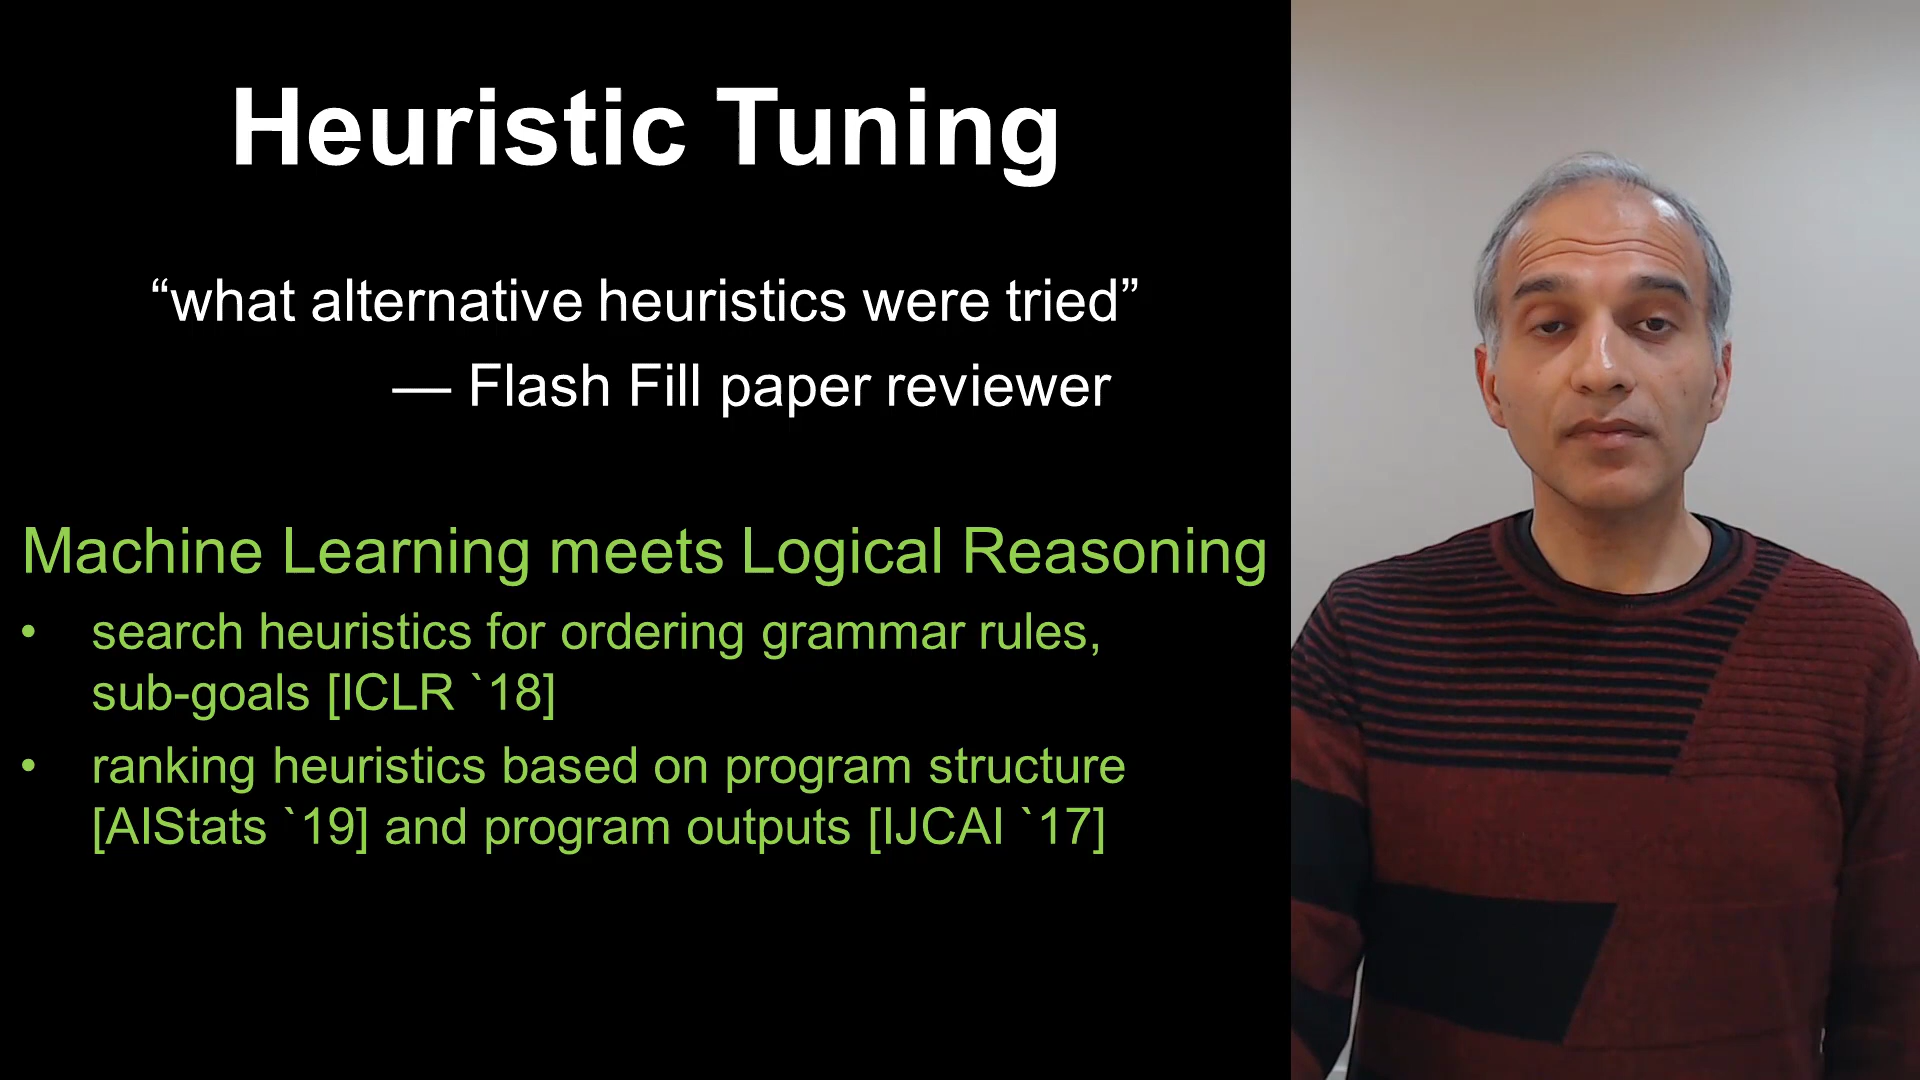 Heuristic Tuning
“what alternative heuristics were tried”
— Flash Fill paper reviewer
Machine Learning meets Logical Reasoning
• search heuristics for ordering grammar rules,
sub-goals [ICLR `18]
• ranking heuristics based on program structure
[AIStats `19] and program outputs [IJCAI `17]